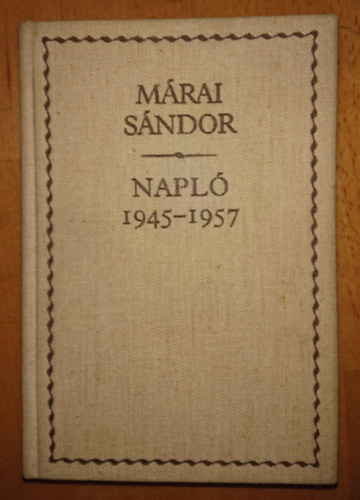 MÁRAI
SÁNDOR
NAPLÓ
1945–1957